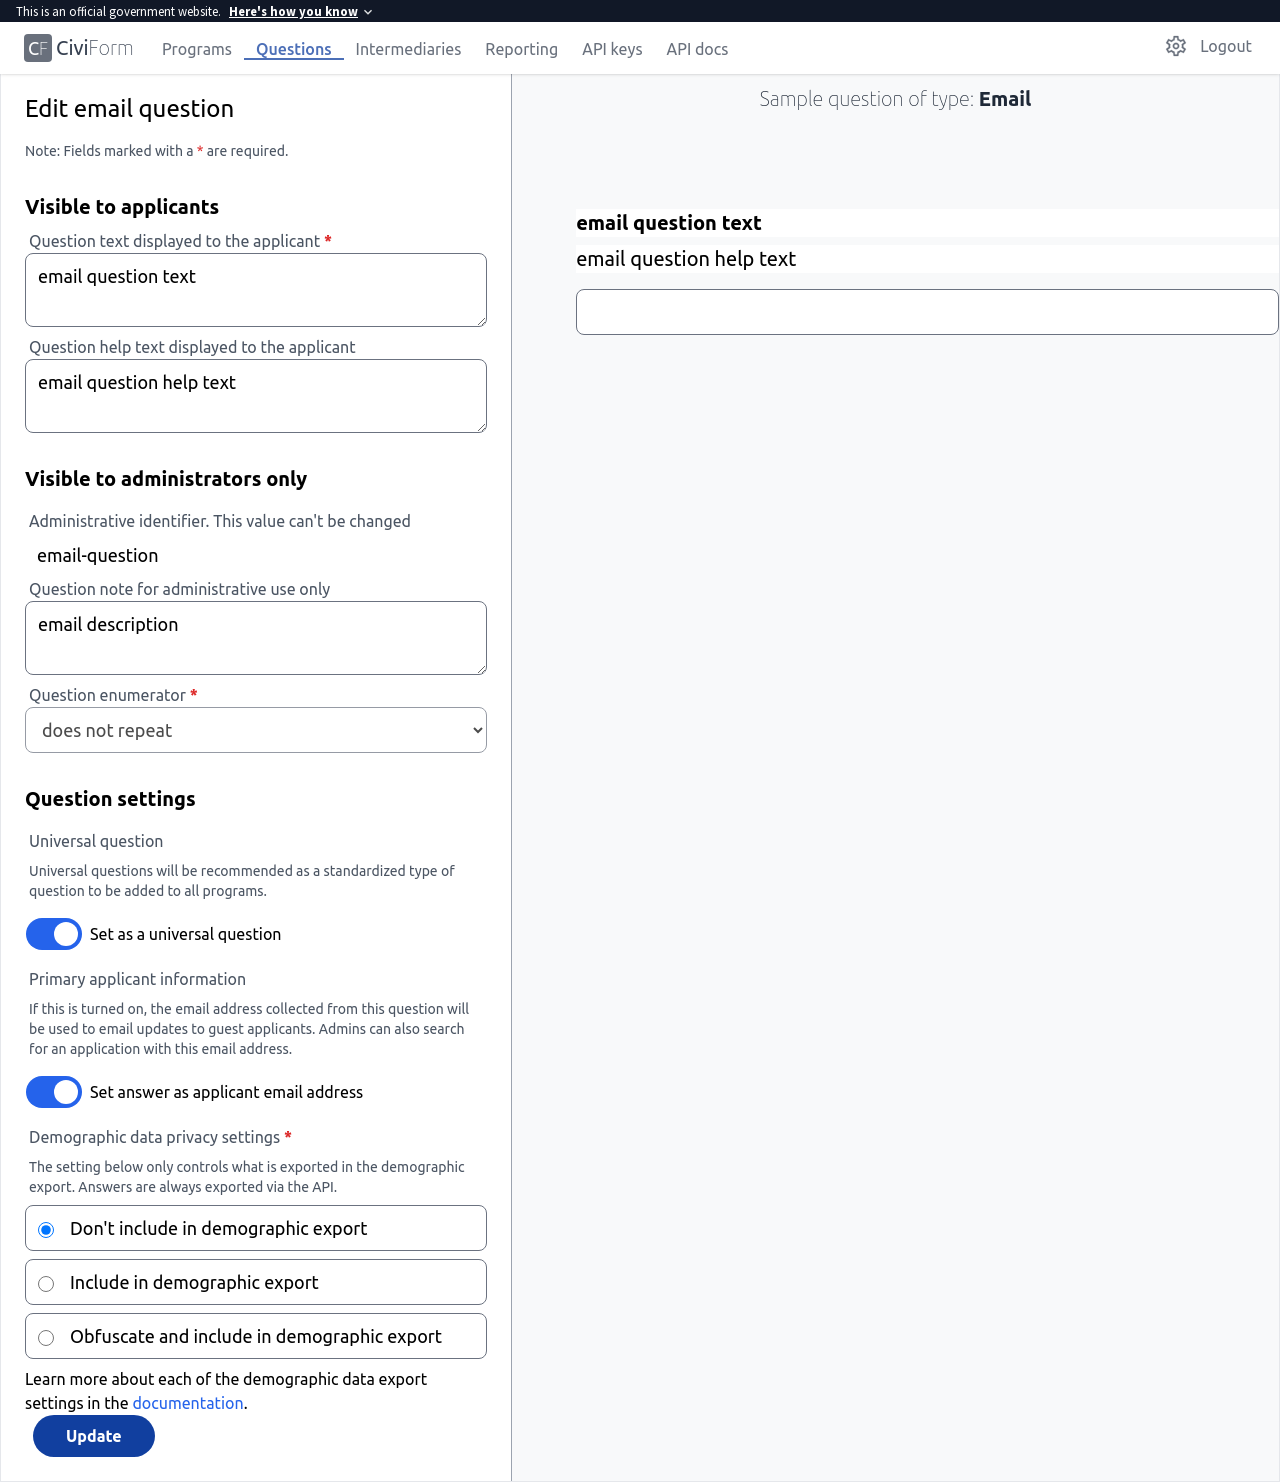 This is an official government website. Here's how you know
CF CiviForm Programs Questions Intermediaries Reporting API keys API docs Logout
Edit email question
Note: Fields marked with a * are required.
Visible to applicants
Question text displayed to the applicant *
email question text
Question help text displayed to the applicant
email question help text
Visible to administrators only
Administrative identifier. This value can't be changed
email-question
Question note for administrative use only
email description
Question enumerator *
does not repeat
Question settings
Universal question
Universal questions will be recommended as a standardized type of
question to be added to all programs.
Set as a universal question
Primary applicant information
If this is turned on, the email address collected from this question will
be used to email updates to guest applicants. Admins can also search
for an application with this email address.
Set answer as applicant email address
Demographic data privacy settings *
The setting below only controls what is exported in the demographic
export. Answers are always exported via the API.
Don't include in demographic export
Include in demographic export
Obfuscate and include in demographic export
Learn more about each of the demographic data export
settings in the documentation.
Update
Sample question of type: Email
email question text
email question help text